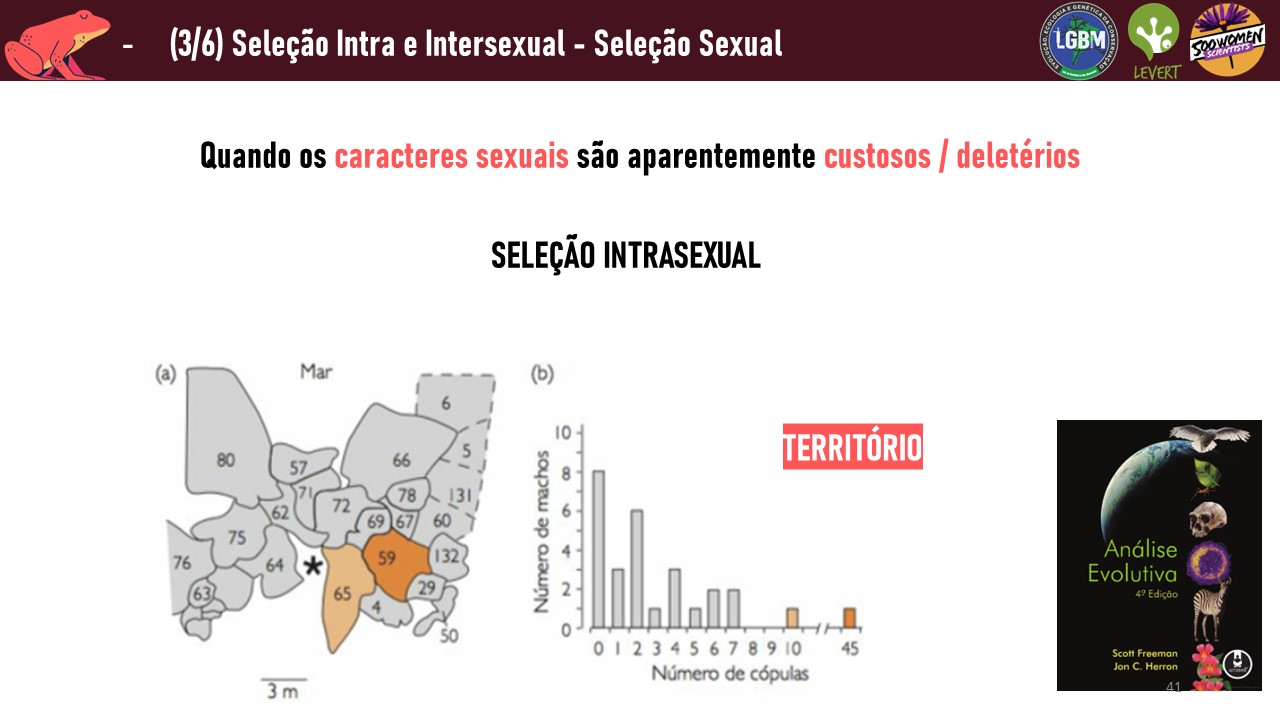 - (3/6) Seleção Intra e Intersexual - Seleção Sexual
LGBM
LEVERT
500WOMEN
SCIENTISTS
Quando os caracteres sexuais são aparentemente custosos / deletérios
SELEÇÃO INTRASEXUAL
(a)
Mar
80
57
66
6
5
71
72
78
131
62
69
67
60
75
76
64
*
59
132
63
65
4
29
50
3 m
(b)
Número de machos
10
8
6
4
2
0
0 1 2 3 4 5 6 7 8 9 10 45
Número de cópulas
TERRITÓRIO
Análise
Evolutiva
4ª Edição
Scott Freeman
Jon C. Herron
41